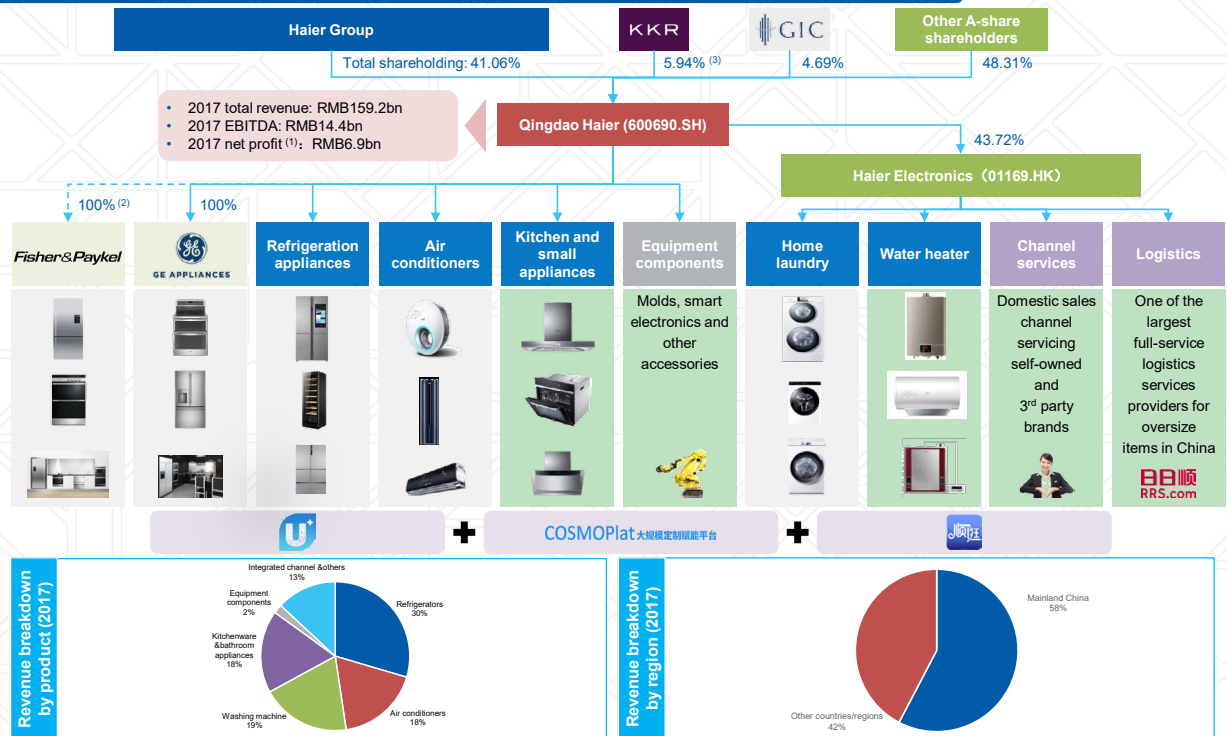 Haier Group
KKR
GIC
Other A-share
shareholders
Total shareholding: 41.06%
5.94% (3)
4.69%
48.31%
• 2017 total revenue: RMB159.2bn
• 2017 EBITDA: RMB14.4bn
• 2017 net profit (1)：RMB6.9bn
Qingdao Haier (600690.SH)
43.72%
Haier Electronics（01169.HK）
100% (2)
100%
Fisher&Paykel
GE
GE APPLIANCES
Refrigeration
appliances
Air
conditioners
Kitchen and
small
appliances
Equipment
components
Home
laundry
Water heater
Channel
services
Logistics
Molds, smart
electronics and
other
accessories
Domestic sales
channel
servicing
self-owned
and
3rd party
brands
One of the
largest
full-service
logistics
services
providers for
oversize
items in China
日日顺
RRS.com
U+
+
COSMOPlat 大规模定制赋能平台
+
顺逛
Revenue breakdown
by product (2017)
Integrated channel &others
13%
Equipment
components
2%
Kitchenware
&bathroom
appliances
18%
Washing machine
19%
Refrigerators
30%
Air conditioners
18%
Revenue breakdown
by region (2017)
Mainland China
58%
Other countries/regions
42%